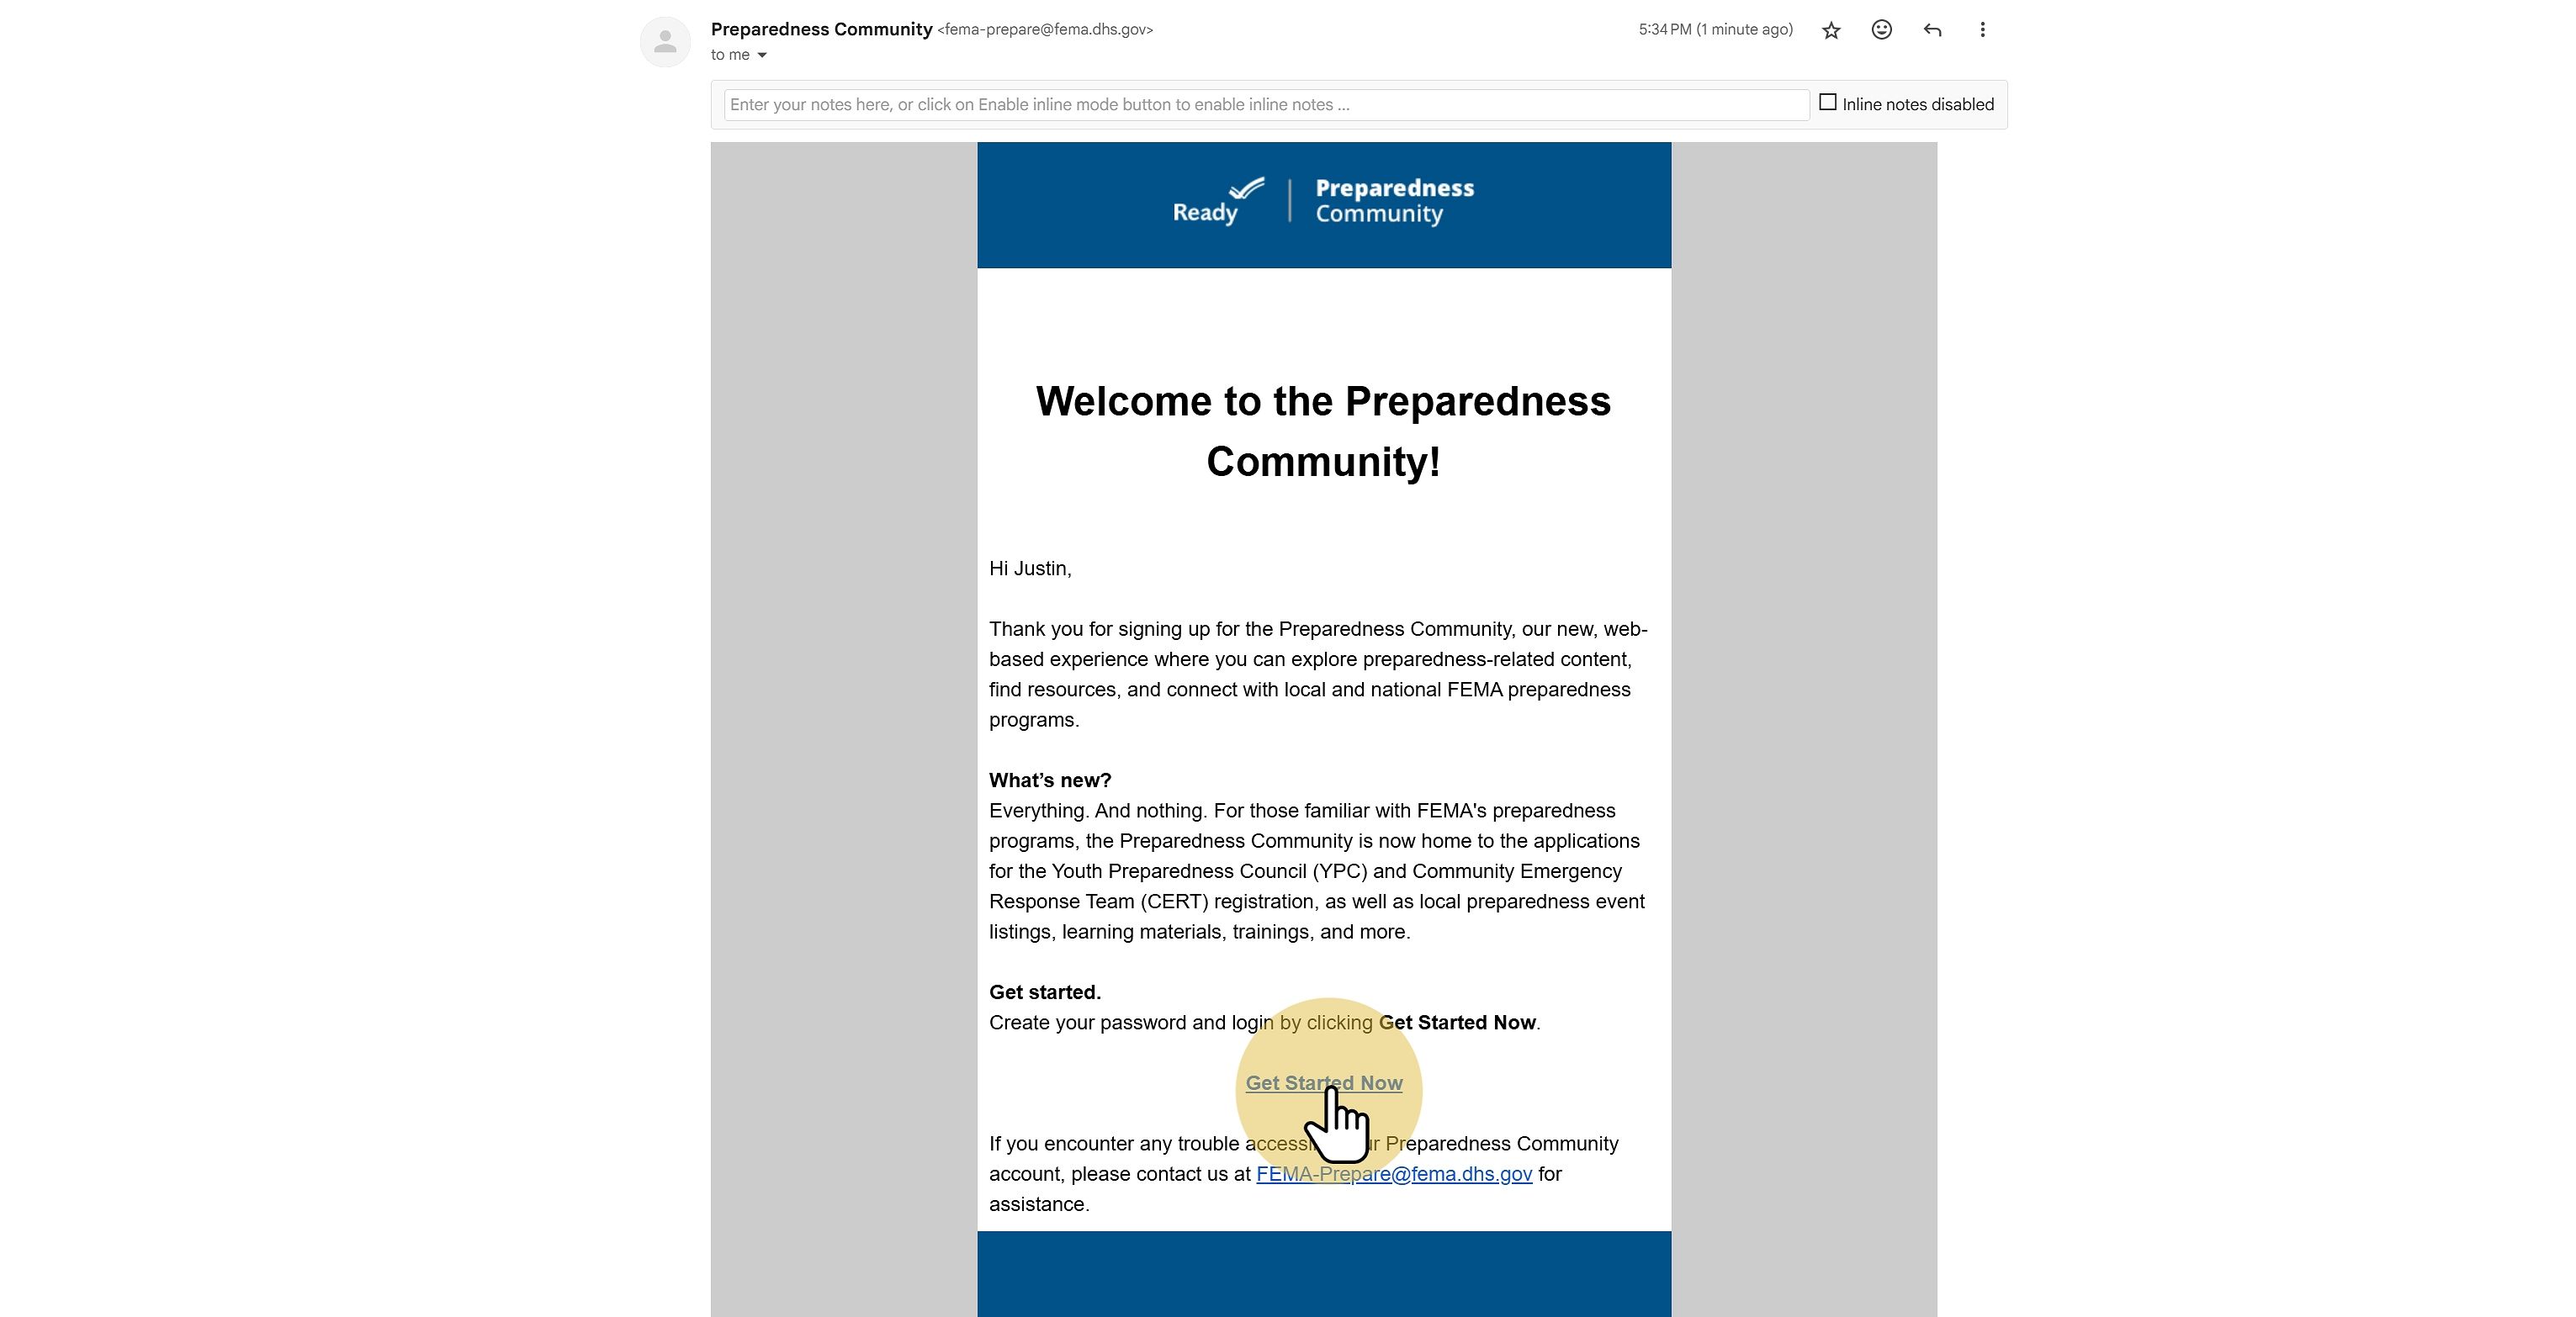 Preparedness Community <fema-prepare@fema.dhs.gov>
5:34 PM (1 minute ago)
to me
Enter your notes here, or click on Enable inline mode button to enable inline notes ...
Inline notes disabled
Ready
Preparedness
Community
Welcome to the Preparedness
Community!
Hi Justin,
Thank you for signing up for the Preparedness Community, our new, web-
based experience where you can explore preparedness-related content,
find resources, and connect with local and national FEMA preparedness
programs.
What’s new?
Everything. And nothing. For those familiar with FEMA's preparedness
programs, the Preparedness Community is now home to the applications
for the Youth Preparedness Council (YPC) and Community Emergency
Response Team (CERT) registration, as well as local preparedness event
listings, learning materials, trainings, and more.
Get started.
Create your password and login by clicking Get Started Now.
Get Started Now
If you encounter any trouble Preparedness Community
account, please contact us at FEMA-Prepare@fema.dhs.gov for
assistance.